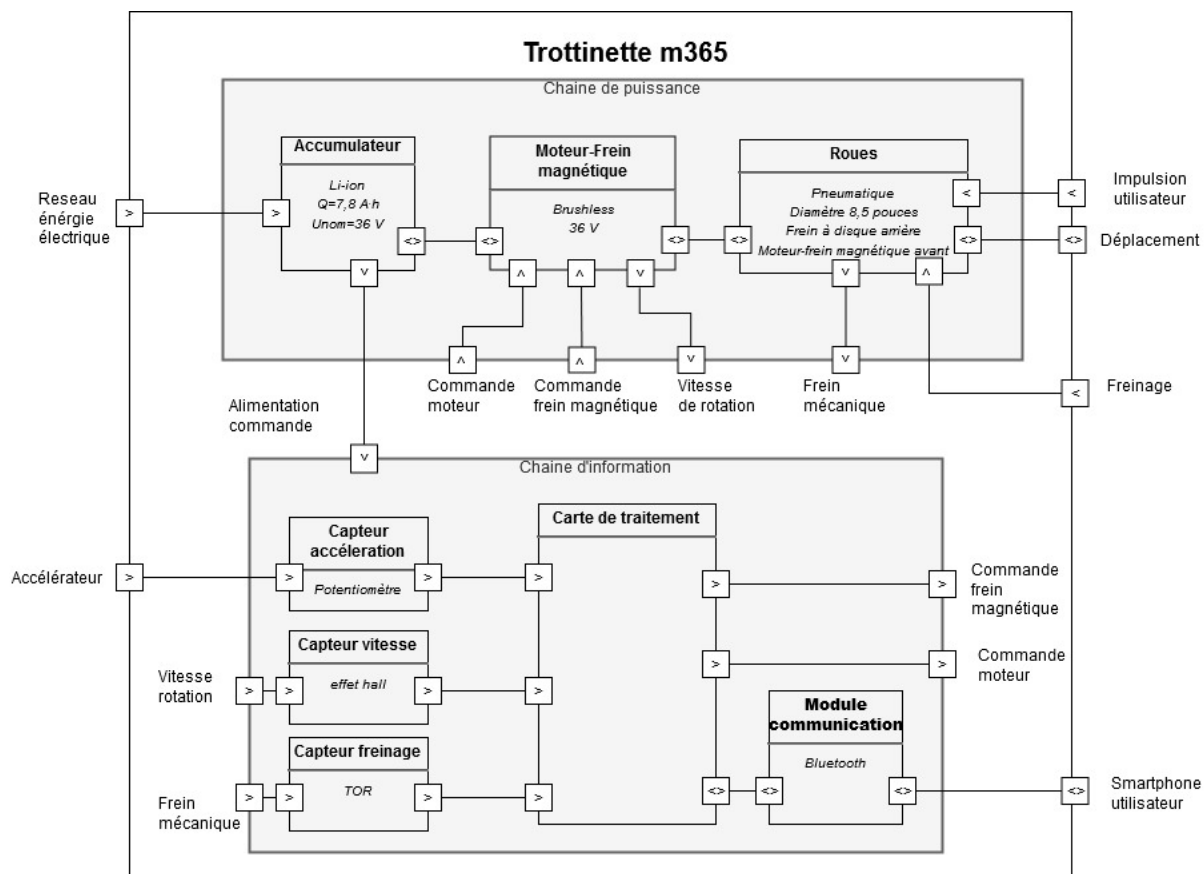 Trottinette m365
Chaine de puissance
Accumulateur
Li-ion
Q=7,8 A·h
Unom=36 V
Moteur-Frein
magnétique
Brushless
36 V
Roues
Pneumatique
Diamètre 8,5 pouces
Frein à disque arrière
Moteur-frein magnétique avant
Reseau
énérgie
électrique
Impulsion
utilisateur
Déplacement
Freinage
Alimentation
commande
Commande
moteur
Commande
frein magnétique
Vitesse
de rotation
Frein
mécanique
Chaine d'information
Capteur
accéleration
Potentiomètre
Carte de traitement
Accélérateur
Commande
frein
magnétique
Capteur vitesse
effet hall
Vitesse
rotation
Commande
moteur
Module
communication
Bluetooth
Capteur freinage
TOR
Frein
mécanique
Smartphone
utilisateur